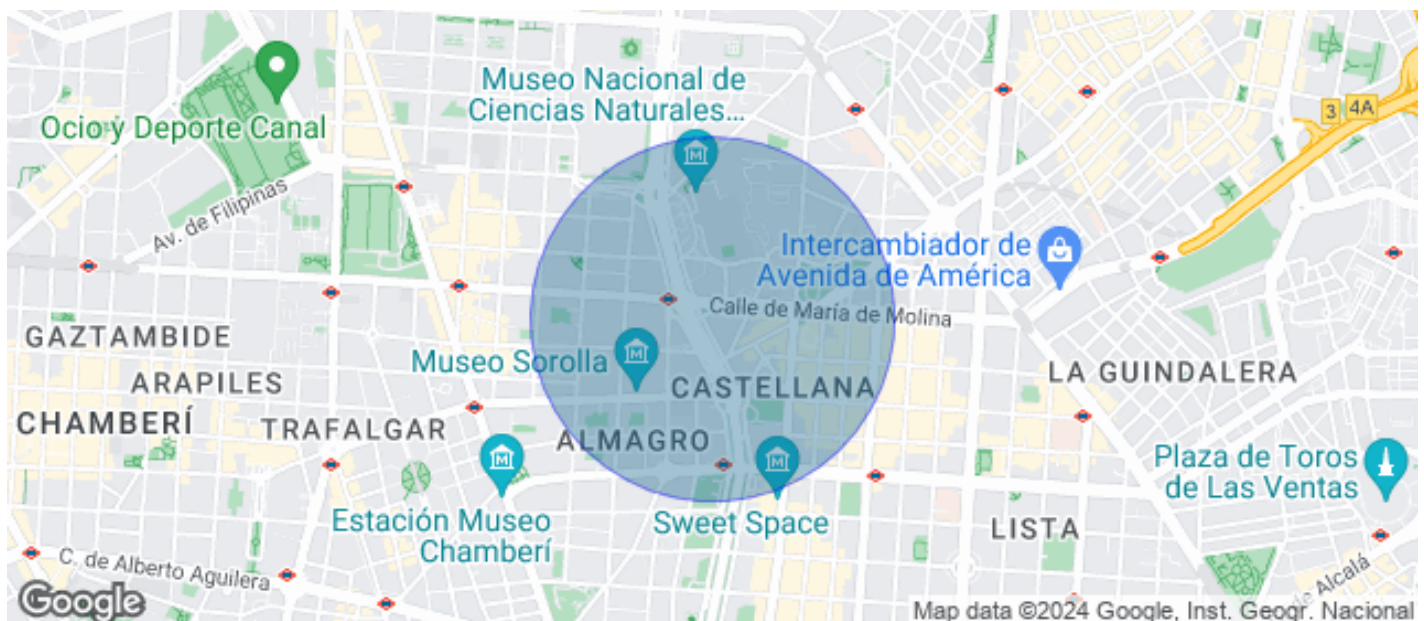 Museo Nacional de
Ciencias Naturales...
3
4A
Ocio y Deporte Canal
Av. de Filipinas
Intercambiador de
Avenida de América
Calle de María de Molina
GAZTAMBIDE
Museo Sorolla
LA GUINDALERA
ARAPILES
CASTELLANA
CHAMBERÍ
TRAFALGAR
ALMAGRO
Plaza de Toros
de Las Ventas
Estación Museo
Chamberí
Sweet Space
LISTA
C. de Alberto Aguilera
de Alcalá
Google
Map data ©2024 Google, Inst. Geogr. Nacional